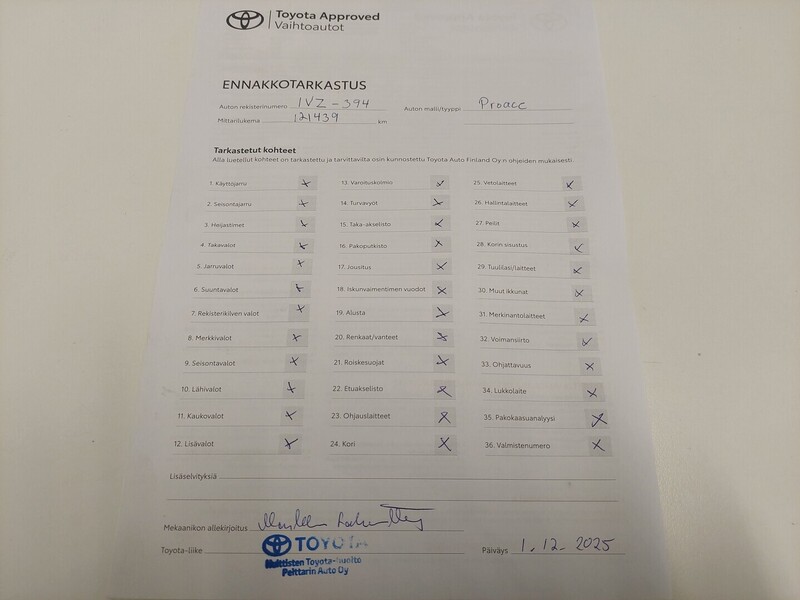 Toyota Approved
Vaihtoautot
ENNAKKOTARKASTUS
Auton rekisterinumero IVZ-394 Auton malli/tyyppi Proace
Mittarilukema 121439 km
Tarkastetut kohteet
Alla luetellut kohteet on tarkastettu ja tarvittavilta osin kunnostettu Toyota Auto Finland Oy:n ohjeiden mukaisesti.
1. Käyttöjarru
2. Seisontajarru
3. Heijastimet
4. Takavalot
5. Jarruvalot
6. Suuntavalot
7. Rekisterikilven valot
8. Merkkivalot
9. Seisontavalot
10. Lähivalot
11. Kaukovalot
12. Lisävalot
13. Varoituskolmio
14. Turvavyöt
15. Taka-akselisto
16. Pakoputkisto
17. Jousitus
18. Iskunvaimentimen vuodot
19. Alusta
20. Renkaat/vanteet
21. Roiskesuojat
22. Etuakselisto
23. Ohjauslaitteet
24. Kori
25. Vetolaitteet
26. Hallintalaitteet
27. Peilit
28. Korin sisustus
29. Tuulilasi/laitteet
30. Muut ikkunat
31. Merkinantolaitteet
32. Voimansiirto
33. Ohjattavuus
34. Lukkolaite
35. Pakokaasuanalyysi
36. Valmistenumero
Lisäselvityksiä
Mekaanikon allekirjoitus
Toyota-liike TOYOTA Päiväys 1.12.2025
Multisten Toyota-huolto
Pelttarin Auto Oy